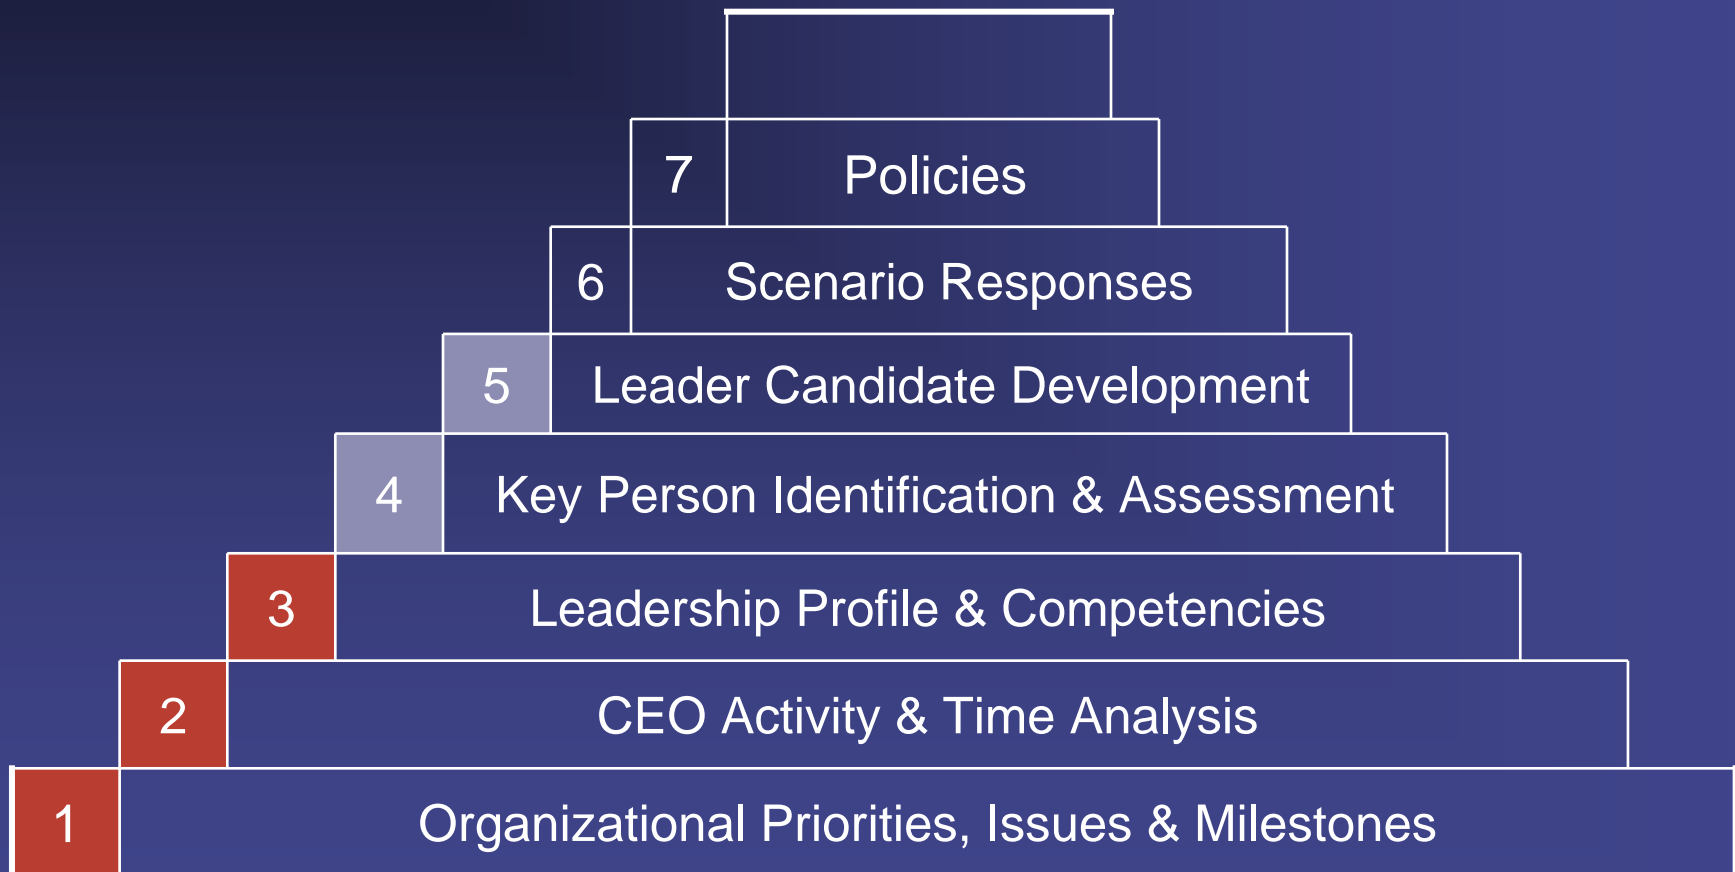 7 Policies
6 Scenario Responses
5 Leader Candidate Development
4 Key Person Identification & Assessment
3 Leadership Profile & Competencies
2 CEO Activity & Time Analysis
1 Organizational Priorities, Issues & Milestones